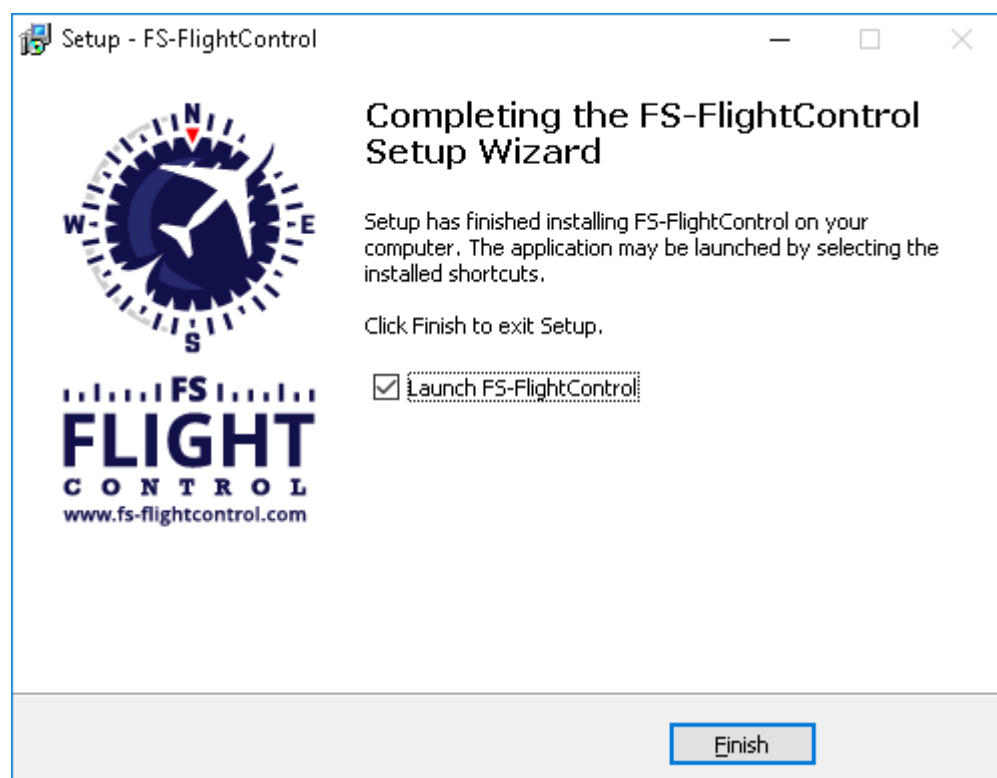 Setup - FS-FlightControl
N
W
E
S
FS
FLIGHT
CONTROL
www.fs-flightcontrol.com
Completing the FS-FlightControl
Setup Wizard
Setup has finished installing FS-FlightControl on your
computer. The application may be launched by selecting the
installed shortcuts.
Click Finish to exit Setup.
Launch FS-FlightControl
Finish